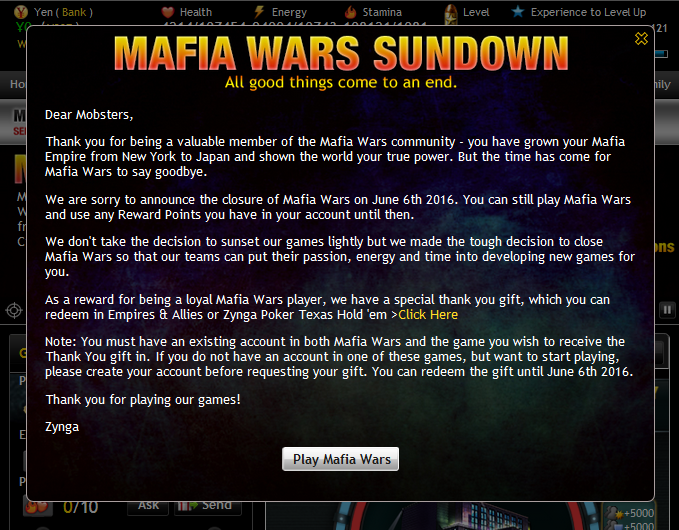 Yen ( Bank ) Health Energy Stamina Level Experience to Level Up
MAFIA WARS SUNDOWN
All good things come to an end.
Dear Mobsters,
Thank you for being a valuable member of the Mafia Wars community - you have grown your Mafia
Empire from New York to Japan and shown the world your true power. But the time has come for
Mafia Wars to say goodbye.
We are sorry to announce the closure of Mafia Wars on June 6th 2016. You can still play Mafia Wars
and use any Reward Points you have in your account until then.
We don't take the decision to sunset our games lightly but we made the tough decision to close
Mafia Wars so that our teams can put their passion, energy and time into developing new games for
you.
As a reward for being a loyal Mafia Wars player, we have a special thank you gift, which you can
redeem in Empires & Allies or Zynga Poker Texas Hold 'em >Click Here
Note: You must have an existing account in both Mafia Wars and the game you wish to receive the
Thank You gift in. If you do not have an account in one of these games, but want to start playing,
please create your account before requesting your gift. You can redeem the gift until June 6th 2016.
Thank you for playing our games!
Zynga
Play Mafia Wars
0/10 Ask Send
+5000
+5000